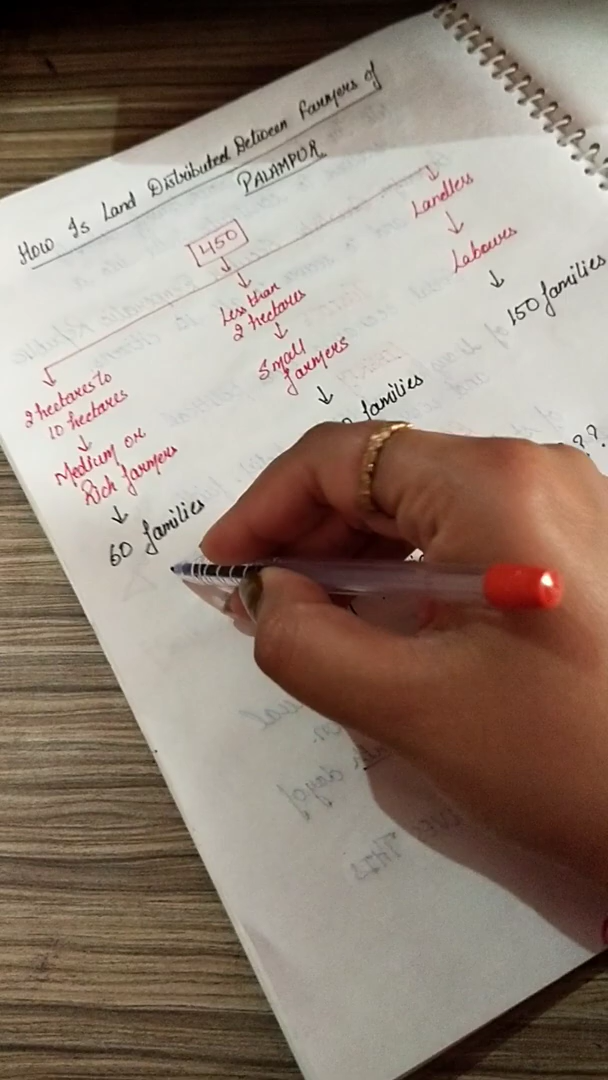 How Is Land Distributed Between Farmers of
PALAMPUR
450
Landless
Labours
150 families
Less than
2 hectares
Small
farmers
families
2 hectares to
10 hectares
Medium or
Rich farmers
60 families
??